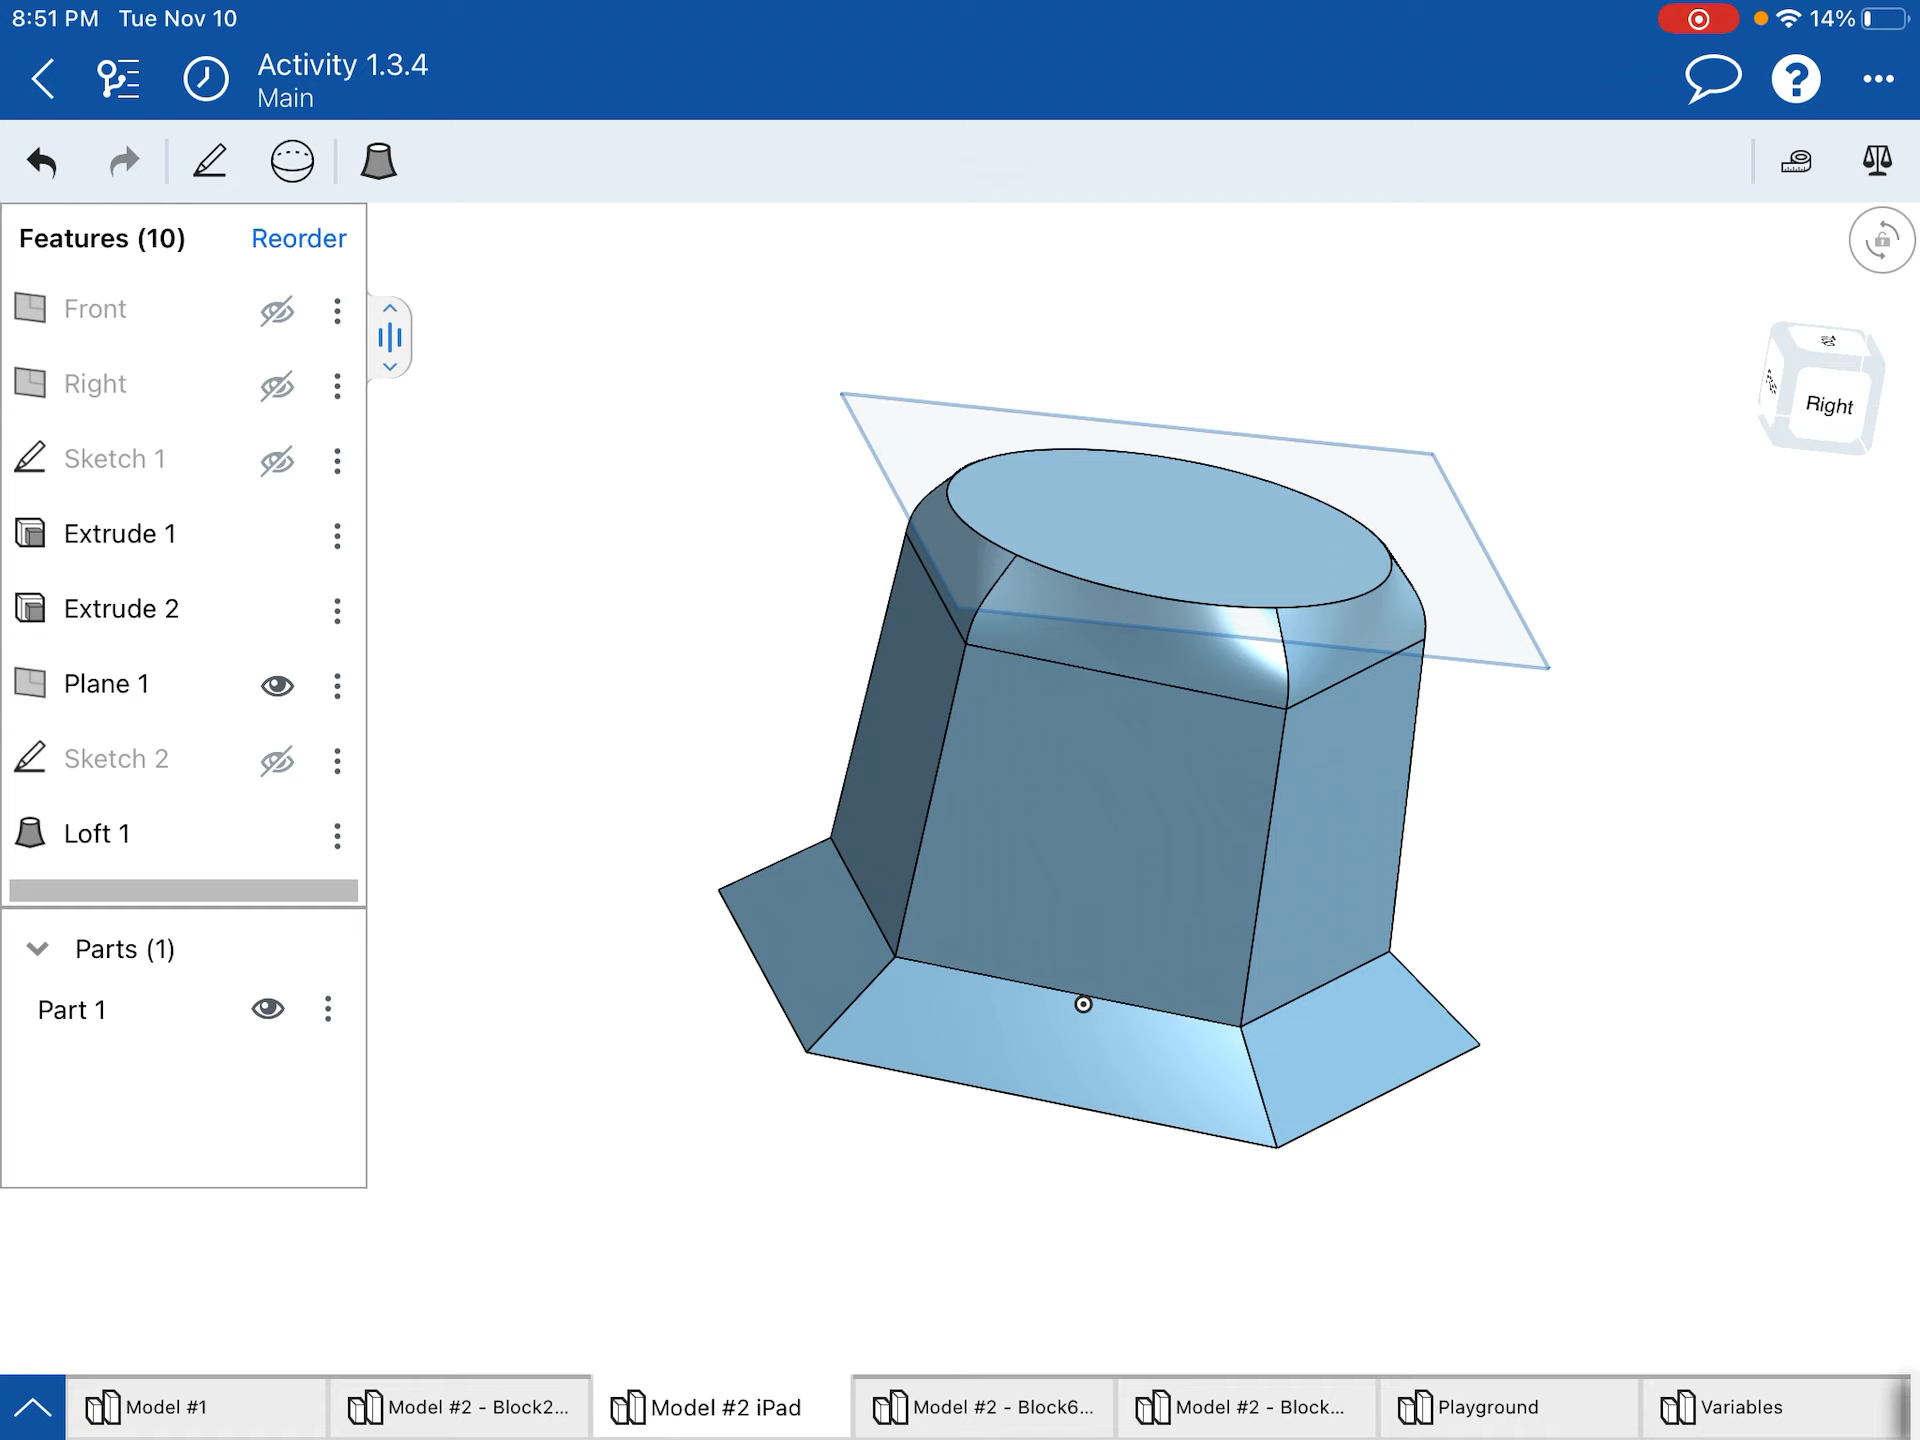 8:51 PM Tue Nov 10
14%
Activity 1.3.4
Main
Features (10) Reorder
Front
Right
Sketch 1
Extrude 1
Extrude 2
Plane 1
Sketch 2
Loft 1
Parts (1)
Part 1
Right
Model #1
Model #2 - Block2...
Model #2 iPad
Model #2 - Block6...
Model #2 - Block...
Playground
Variables